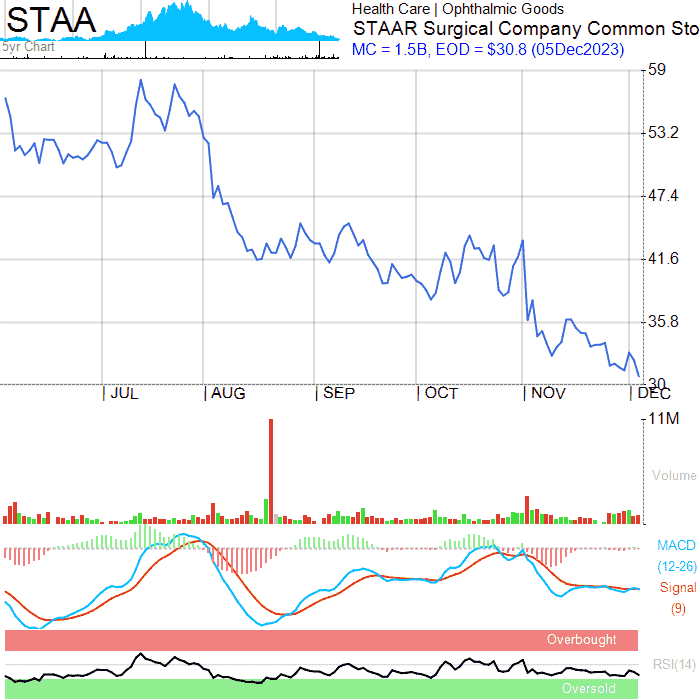 STAA
5yr Chart
Health Care | Ophthalmic Goods
STAAR Surgical Company Common Sto
MC = 1.5B, EOD = $30.8 (05Dec2023)
59
53.2
47.4
41.6
35.8
30
JUL AUG SEP OCT NOV DEC
11M
Volume
MACD
(12-26)
Signal
(9)
Overbought
RSI(14)
Oversold